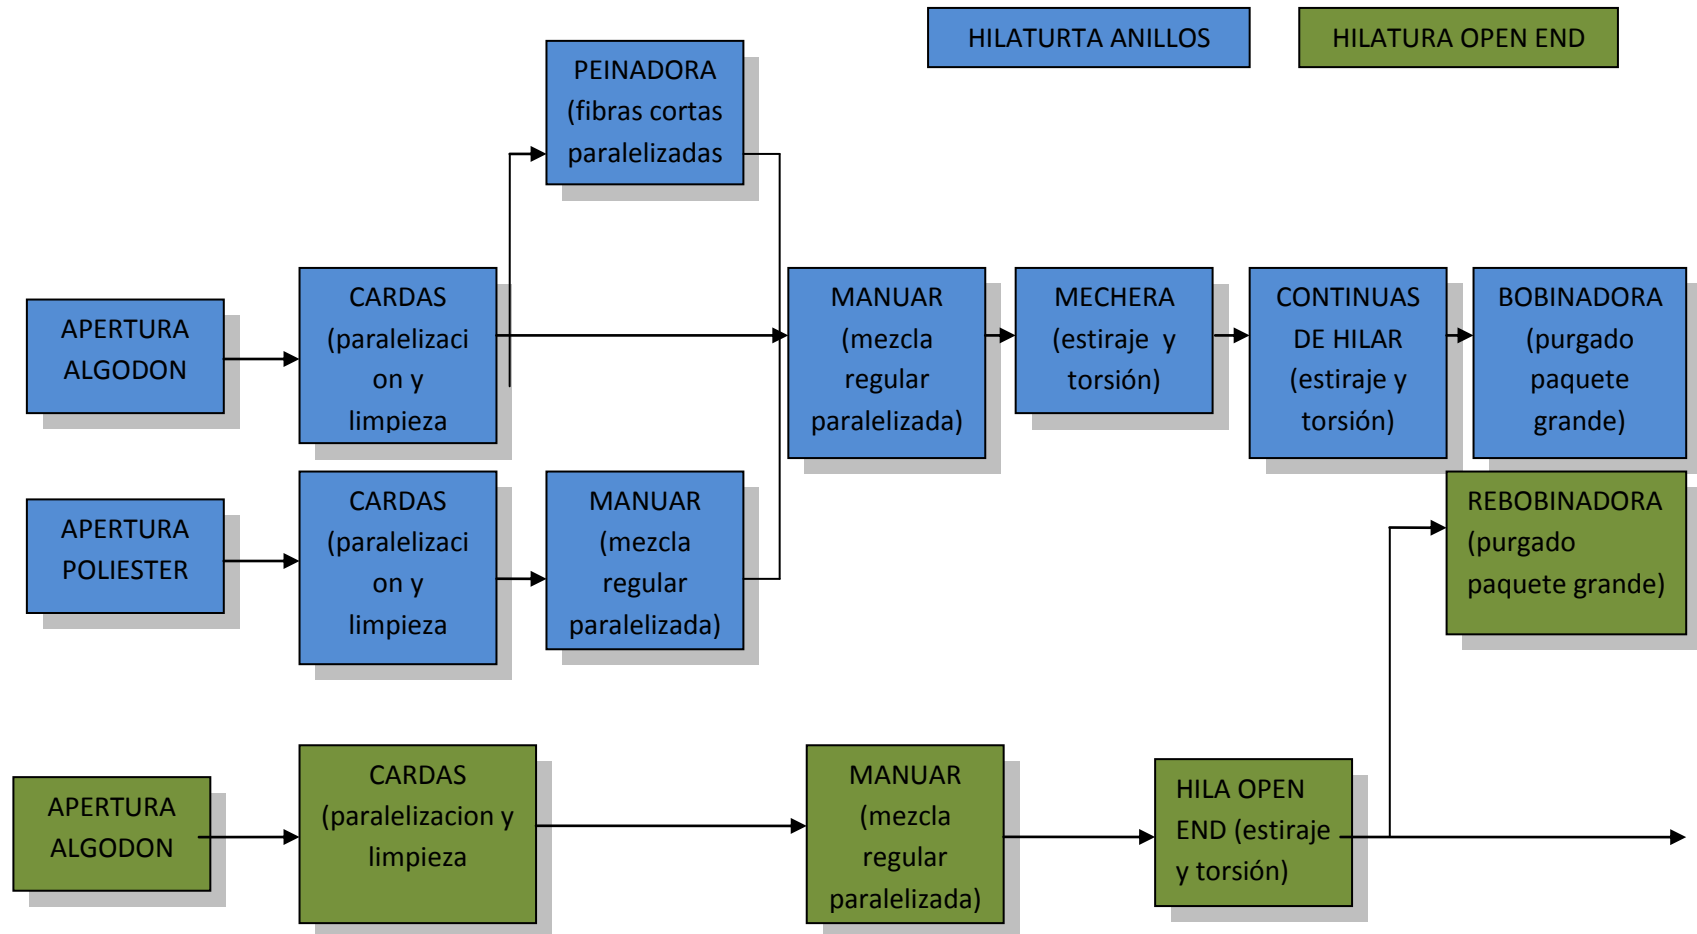 HILATURTA ANILLOS
HILATURA OPEN END
PEINADORA
(fibras cortas
paralelizadas
APERTURA
ALGODON
CARDAS
(paralelizaci
on y
limpieza
MANUAR
(mezcla
regular
paralelizada)
MECHERA
(estiraje y
torsión)
CONTINUAS
DE HILAR
(estiraje y
torsión)
BOBINADORA
(purgado
paquete
grande)
APERTURA
POLIESTER
CARDAS
(paralelizaci
on y
limpieza
MANUAR
(mezcla
regular
paralelizada)
REBOBINADORA
(purgado
paquete grande)
APERTURA
ALGODON
CARDAS
(paralelizacion y
limpieza
MANUAR
(mezcla
regular
paralelizada)
HILA OPEN
END (estiraje
y torsión)